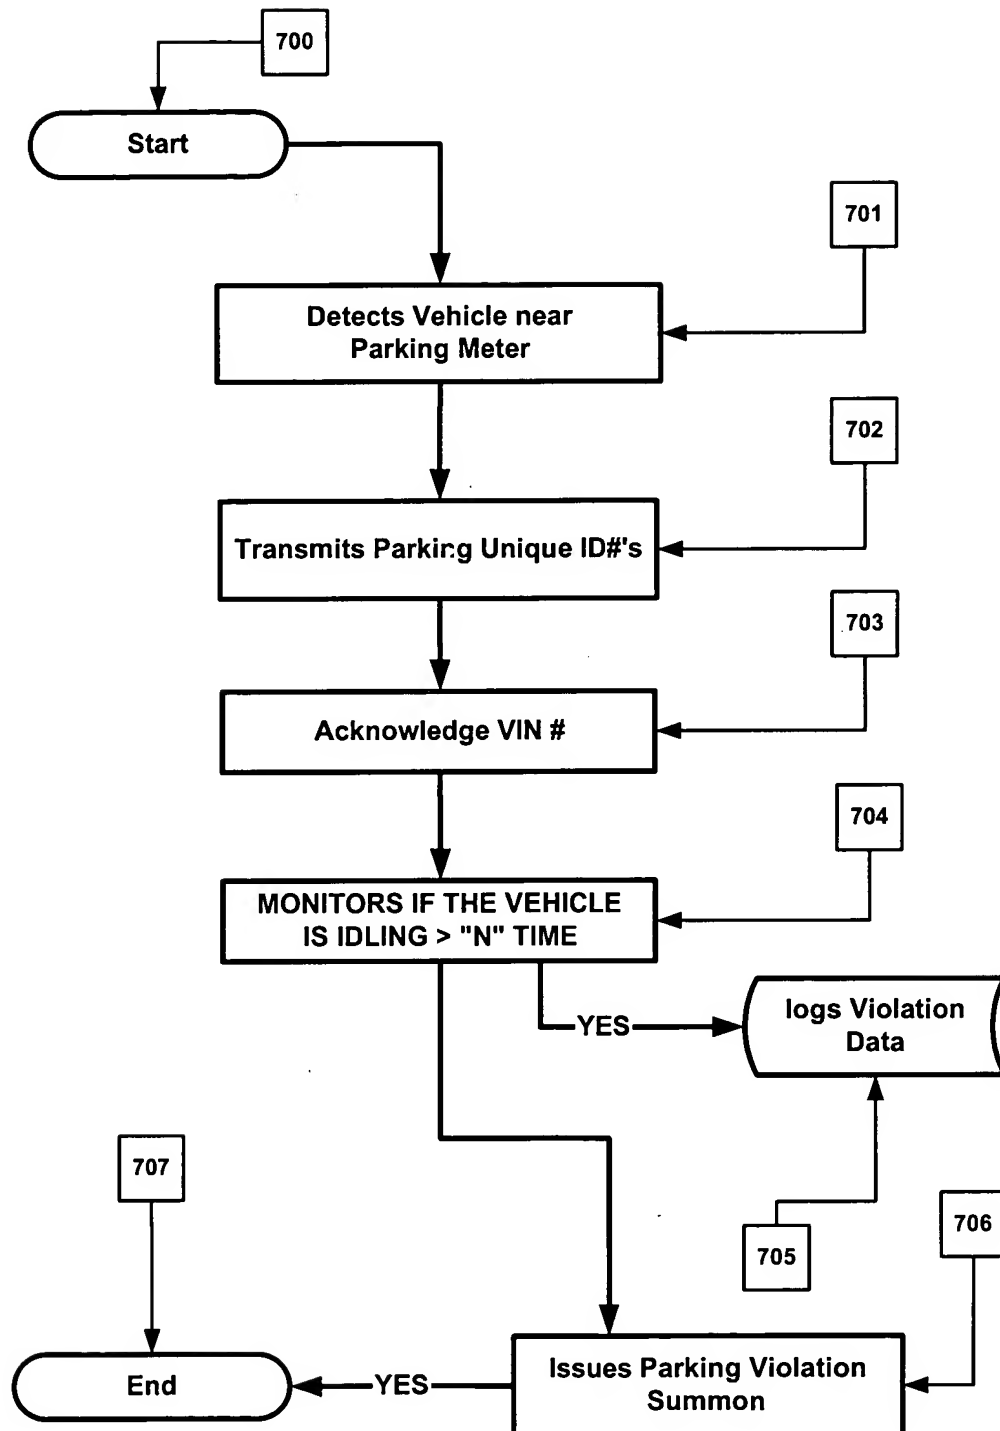 700
Start
701
Detects Vehicle near
Parking Meter
702
Transmits Parking Unique ID#'s
703
Acknowledge VIN #
704
MONITORS IF THE VEHICLE
IS IDLING > "N" TIME
YES
logs Violation
Data
707
705
706
End
YES
Issues Parking Violation
Summon